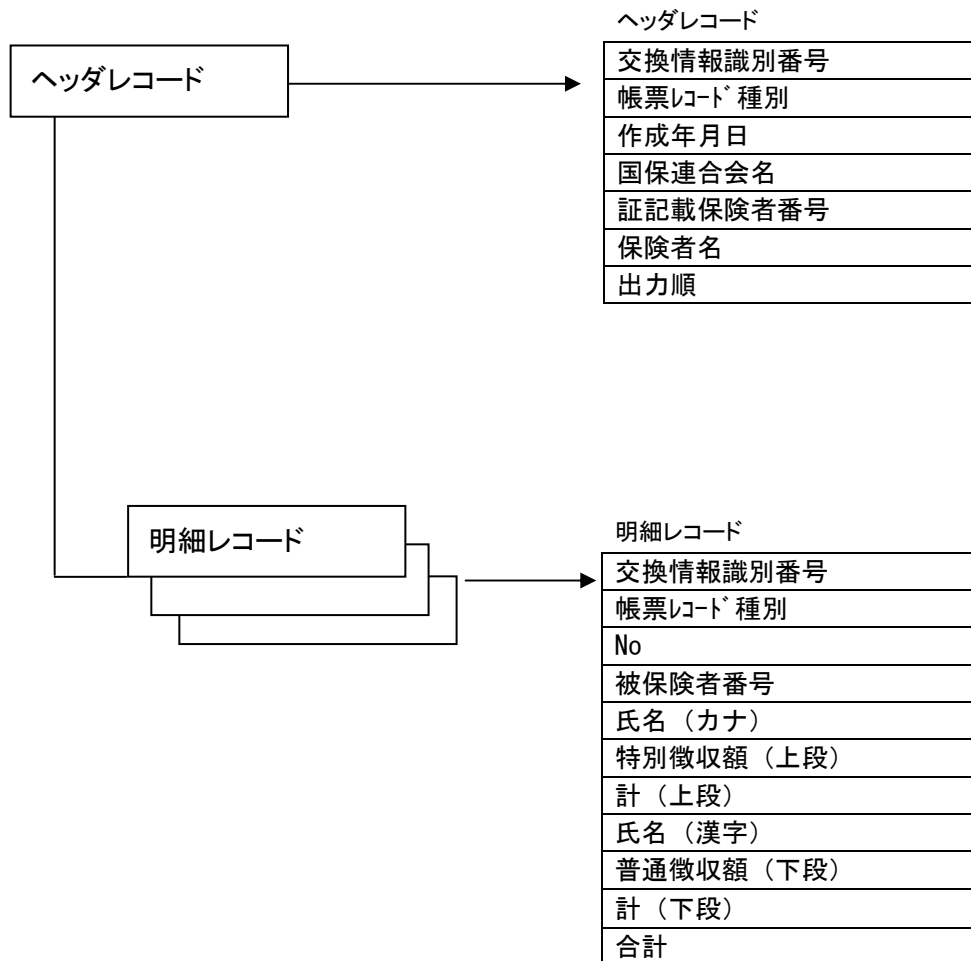 ヘッダレコード
ヘッダレコード
交換情報識別番号
帳票ﾚｺｰﾄﾞ種別
作成年月日
国保連合会名
証記載保険者番号
保険者名
出力順
明細レコード
明細レコード
交換情報識別番号
帳票ﾚｺｰﾄﾞ種別
No
被保険者番号
氏名（カナ）
特別徴収額（上段）
計（上段）
氏名（漢字）
普通徴収額（下段）
計（下段）
合計